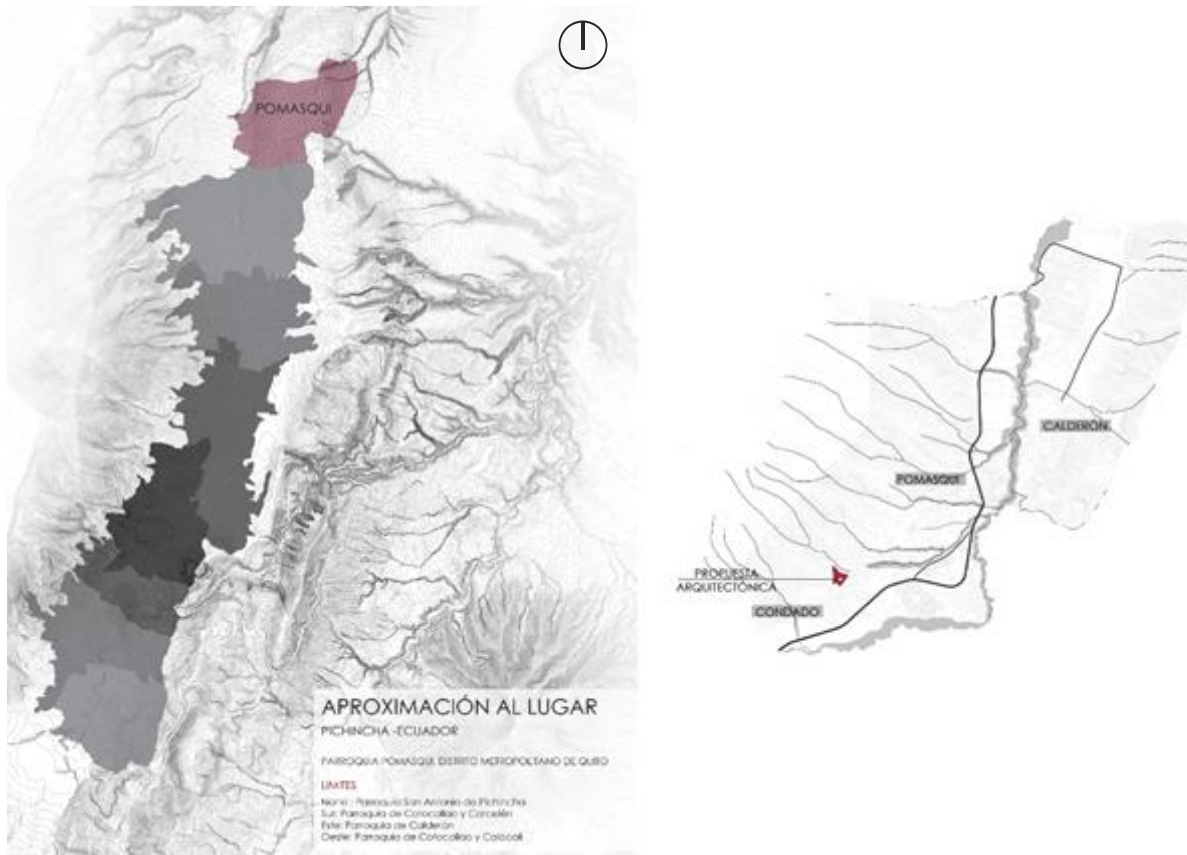 POMASQUI
APROXIMACIÓN AL LUGAR
PICHINCHA -ECUADOR
PARROQUIA POMASQUI, DISTRITO METROPOLITANO DE QUITO
LIMITES
Norte : Parroquia San Antonio de Pichincha
Sur: Parroquia de Cotocollao y Carcelén
Este: Parroquia de Calderón
Oeste: Parroquia de Cotocollao y Calacalí
CALDERÓN
POMASQUI
PROPUESTA
ARQUITECTÓNICA
CONDADO